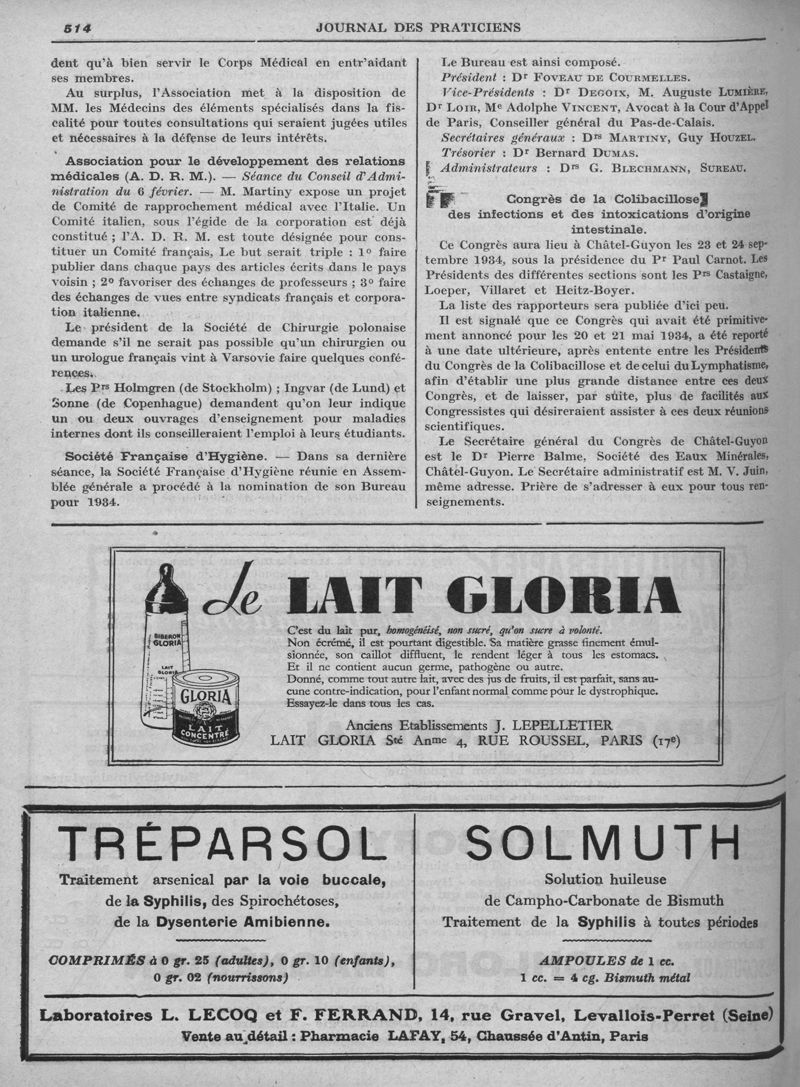 514
JOURNAL DES PRATICIENS
dent qu'à bien servir le Corps Médical en entr'aidant
ses membres.
Au surplus, l'Association met à la disposition de
MM. les Médecins des éléments spécialisés dans la fis-
calité pour toutes consultations qui seraient jugées utiles
et nécessaires à la défense de leurs intérêts.
Association pour le développement des relations
médicales (A. D. R. M.). — Séance du Conseil d'Admi-
nistration du 6 février. — M. Martiny expose un projet
de Comité de rapprochement médical avec l'Italie. Un
Comité italien, sous l'égide de la corporation est déjà
constitué ; l'A. D. R. M. est toute désignée pour cons-
tituer un Comité français, Le but serait triple : 1º faire
publier dans chaque pays des articles écrits dans le pays
voisin ; 2º favoriser des échanges de professeurs ; 3º faire
des échanges de vues entre syndicats français et corpora-
tion italienne.
Le président de la Société de Chirurgie polonaise
demande s'il ne serait pas possible qu'un chirurgien ou
un urologue français vint à Varsovie faire quelques confé-
rences.
Les Prs Holmgren (de Stockholm) ; Ingvar (de Lund) et
Sonne (de Copenhague) demandent qu'on leur indique
un ou deux ouvrages d'enseignement pour maladies
internes dont ils conseilleraient l'emploi à leurs étudiants.
Société Française d'Hygiène. — Dans sa dernière
séance, la Société Française d'Hygiène réunie en Assem-
blée générale a procédé à la nomination de son Bureau
pour 1934.
Le Bureau est ainsi composé.
Président : Dr FOVEAU DE COURMELLES.
Vice-Présidents : Dr DEGOIX, M. Auguste LUMIÈRE,
Dr LOIR, Me Adolphe VINCENT, Avocat à la Cour d'Appel
de Paris, Conseiller général du Pas-de-Calais.
Secrétaires généraux : Drs MARTINY, Guy HOUZEL.
Trésorier : Dr Bernard DUMAS.
Administrateurs : Drs G. BLECHMANN, SUREAU.
Congrès de la Colibacillose
des infections et des intoxications d'origine
intestinale.
Ce Congrès aura lieu à Châtel-Guyon les 23 et 24 sep-
tembre 1934, sous la présidence du Pr Paul Carnot. Les
Présidents des différentes sections sont les Prs Castaigne,
Loeper, Villaret et Heitz-Boyer.
La liste des rapporteurs sera publiée d'ici peu.
Il est signalé que ce Congrès qui avait été primitive-
ment annoncé pour les 20 et 21 mai 1934, a été reporté
à une date ultérieure, après entente entre les Présidents
du Congrès de la Colibacillose et de celui du Lymphatisme,
afin d'établir une plus grande distance entre ces deux
Congrès, et de laisser, par sûite, plus de facilités aux
Congressistes qui désireraient assister à ces deux réunions
scientifiques.
Le Secrétaire général du Congrès de Châtel-Guyon
est le Dr Pierre Balme, Société des Eaux Minérales,
Châtel-Guyon. Le Secrétaire administratif est M. V. Juin,
même adresse. Prière de s'adresser à eux pour tous ren-
seignements.
Le LAIT GLORIA
BIBERON
GLORIA
LAIT
GLORIA
GLORIA
LAIT
CONCENTRÉ
C'est du lait pur, homogénéisé, non sucré, qu'on sucre à volonté.
Non écrémé, il est pourtant digestible. Sa matière grasse finement émul-
sionnée, son caillot diffluent, le rendent léger à tous les estomacs.
Et il ne contient aucun germe, pathogène ou autre.
Donné, comme tout autre lait, avec des jus de fruits, il est parfait, sans au-
cune contre-indication, pour l'enfant normal comme pour le dystrophique.
Essayez-le dans tous les cas.
Anciens Etablissements J. LEPELLETIER
LAIT GLORIA Sté Anme 4, RUE ROUSSEL, PARIS (17e)
TRÉPARSOL
Traitement arsenical par la voie buccale,
de la Syphilis, des Spirochétoses,
de la Dysenterie Amibienne.
COMPRIMÉS à 0 gr. 25 (adultes), 0 gr. 10 (enfants),
0 gr. 02 (nourrissons)
SOLMUTH
Solution huileuse
de Campho-Carbonate de Bismuth
Traitement de la Syphilis à toutes périodes
AMPOULES de 1 cc.
1 cc. = 4 cg. Bismuth métal
Laboratoires L. LECOQ et F. FERRAND, 14, rue Gravel, Levallois-Perret (Seine)
Vente au détail : Pharmacie LAFAY, 54, Chaussée d'Antin, Paris